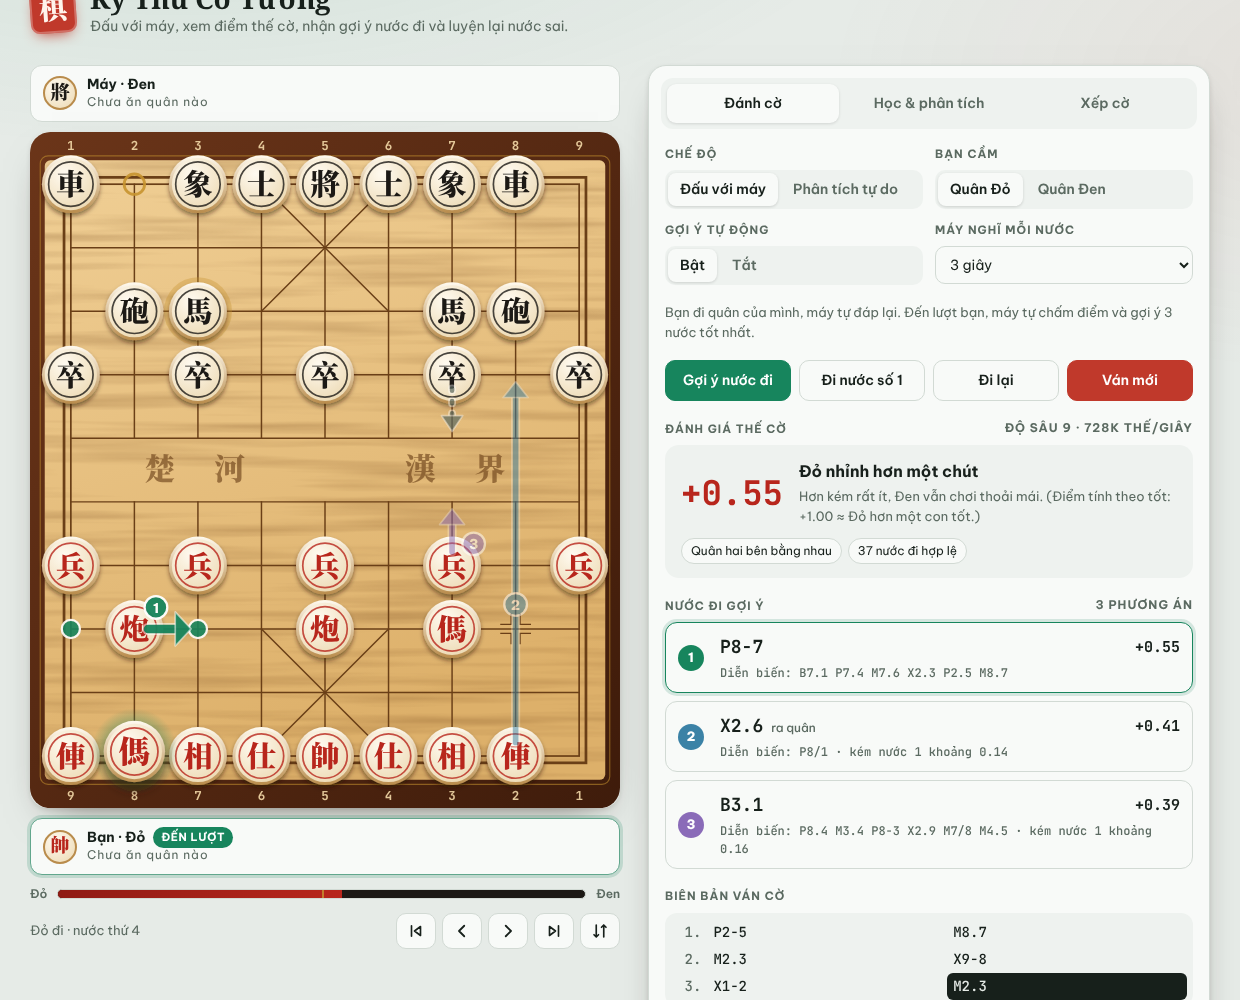 棋
Kỳ Thủ Cờ Tướng
Đấu với máy, xem điểm thế cờ, nhận gợi ý nước đi và luyện lại nước sai.
將
Máy · Đen
Chưa ăn quân nào
1 2 3 4 5 6 7 8 9
車 象 士 將 士 象 車
砲 馬 馬 砲
卒 卒 卒 卒 卒
楚 河 漢 界
3
兵 兵 兵 兵 兵
1 2
炮 炮 傌
俥 傌 相 仕 帥 仕 相 俥
9 8 7 6 5 4 3 2 1
帥
Bạn · Đỏ ĐẾN LƯỢT
Chưa ăn quân nào
Đỏ Đen
Đỏ đi · nước thứ 4
Đánh cờ Học & phân tích Xếp cờ
CHẾ ĐỘ BẠN CẦM
Đấu với máy Phân tích tự do Quân Đỏ Quân Đen
GỢI Ý TỰ ĐỘNG MÁY NGHĨ MỖI NƯỚC
Bật Tắt 3 giây
Bạn đi quân của mình, máy tự đáp lại. Đến lượt bạn, máy tự chấm điểm và gợi ý 3
nước tốt nhất.
Gợi ý nước đi Đi nước số 1 Đi lại Ván mới
ĐÁNH GIÁ THẾ CỜ ĐỘ SÂU 9 · 728K THẾ/GIÂY
+0.55
Đỏ nhỉnh hơn một chút
Hơn kém rất ít, Đen vẫn chơi thoải mái. (Điểm tính theo tốt:
+1.00 ≈ Đỏ hơn một con tốt.)
Quân hai bên bằng nhau 37 nước đi hợp lệ
NƯỚC ĐI GỢI Ý 3 PHƯƠNG ÁN
1 P8-7 +0.55
Diễn biến: B7.1 P7.4 M7.6 X2.3 P2.5 M8.7
2 X2.6 ra quân +0.41
Diễn biến: P8/1 · kém nước 1 khoảng 0.14
3 B3.1 +0.39
Diễn biến: P8.4 M3.4 P8-3 X2.9 M7/8 M4.5 · kém nước 1 khoảng
0.16
BIÊN BẢN VÁN CỜ
1. P2-5 M8.7
2. M2.3 X9-8
3. X1-2 M2.3